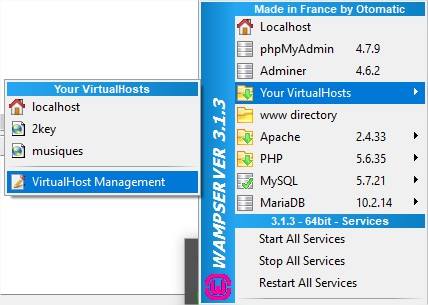 Your VirtualHosts
localhost
2key
musiques
VirtualHost Management
Made in France by Otomatic
Localhost
phpMyAdmin 4.7.9
Adminer 4.6.2
Your VirtualHosts
www directory
Apache 2.4.33
PHP 5.6.35
MySQL 5.7.21
MariaDB 10.2.14
3.1.3 - 64bit - Services
Start All Services
Stop All Services
Restart All Services
WAMPSERVER 3.1.3